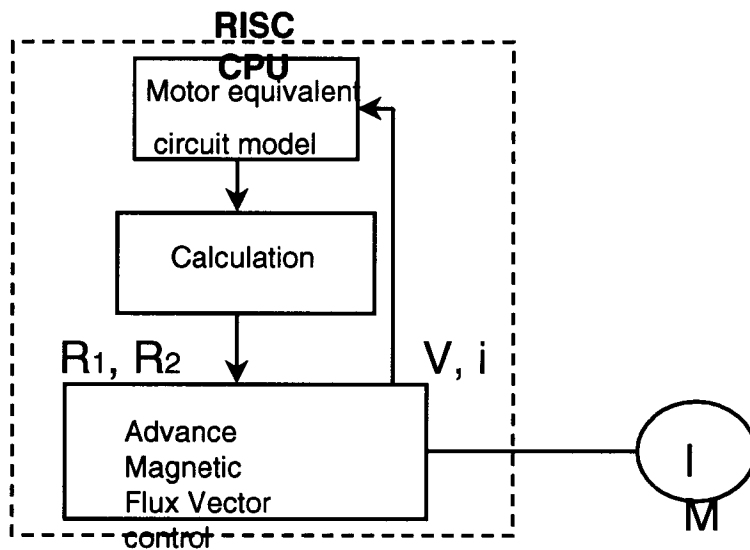 RISC
CPU
Motor equivalent
circuit model
Calculation
R1, R2
V, i
Advance
Magnetic
Flux Vector
control
I
M